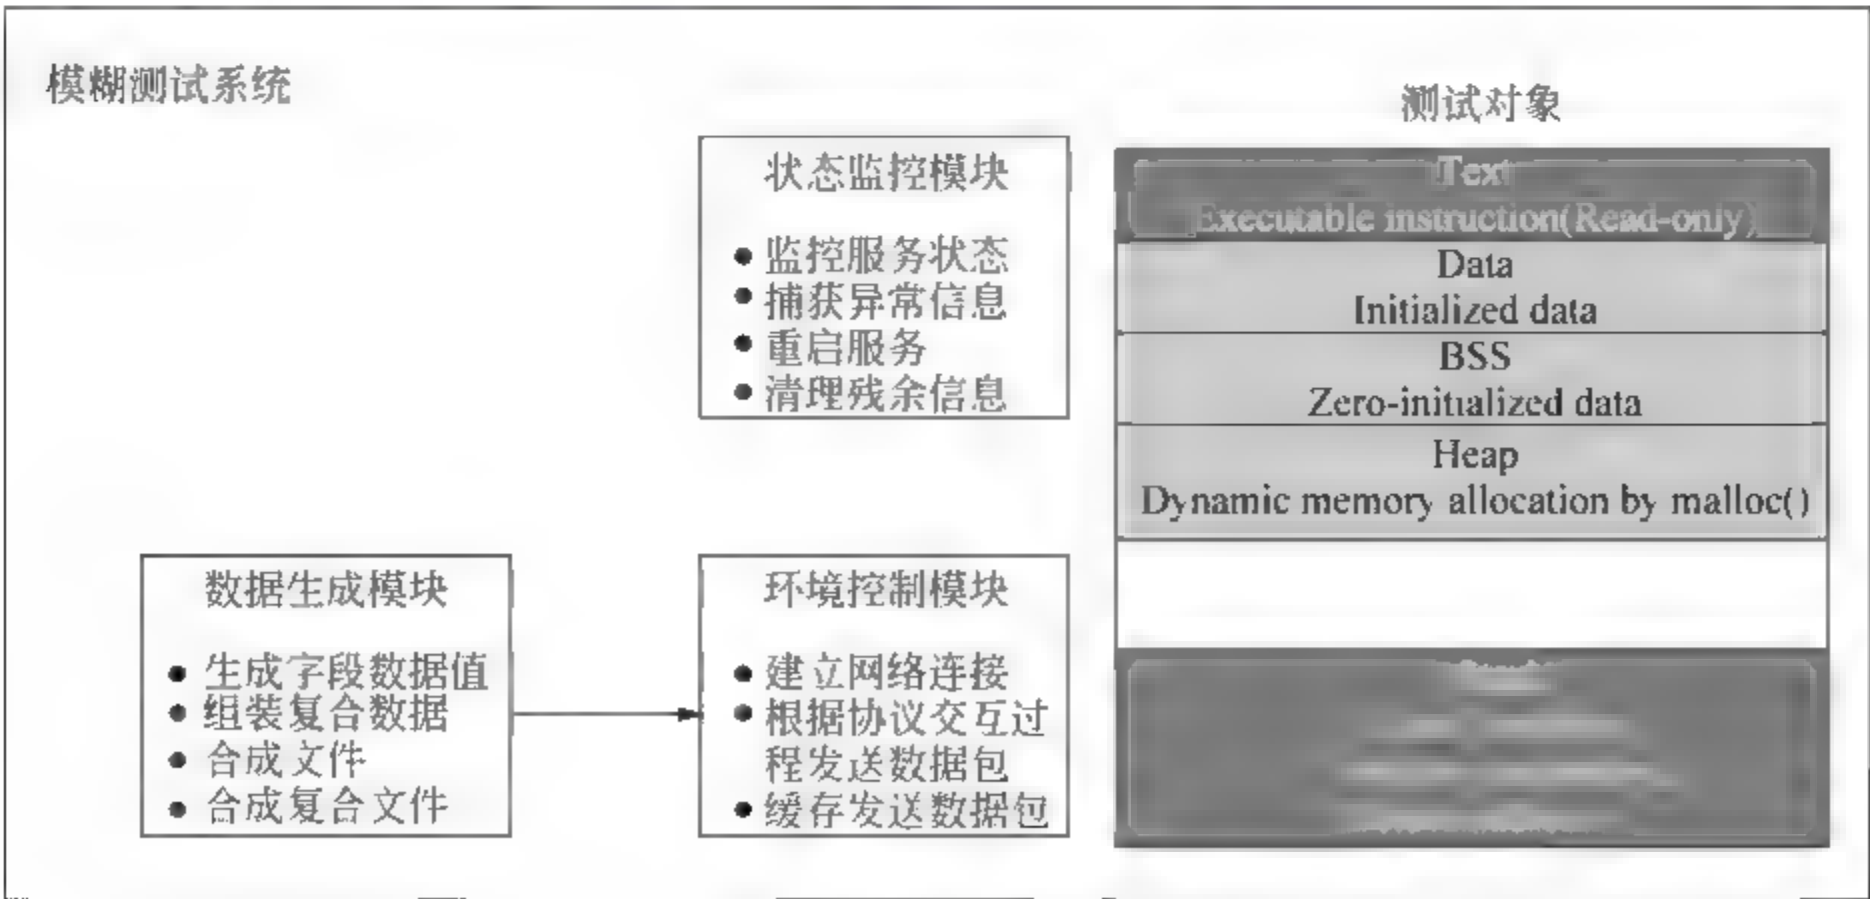 模糊测试系统
测试对象
状态监控模块
监控服务状态
捕获异常信息
重启服务
清理残余信息
Text
Executable instruction(Read-only)
Data
Initialized data
BSS
Zero-initialized data
Heap
Dynamic memory allocation by malloc()
数据生成模块
生成字段数据值
组装复合数据
合成文件
合成复合文件
环境控制模块
建立网络连接
根据协议交互过
程发送数据包
缓存发送数据包